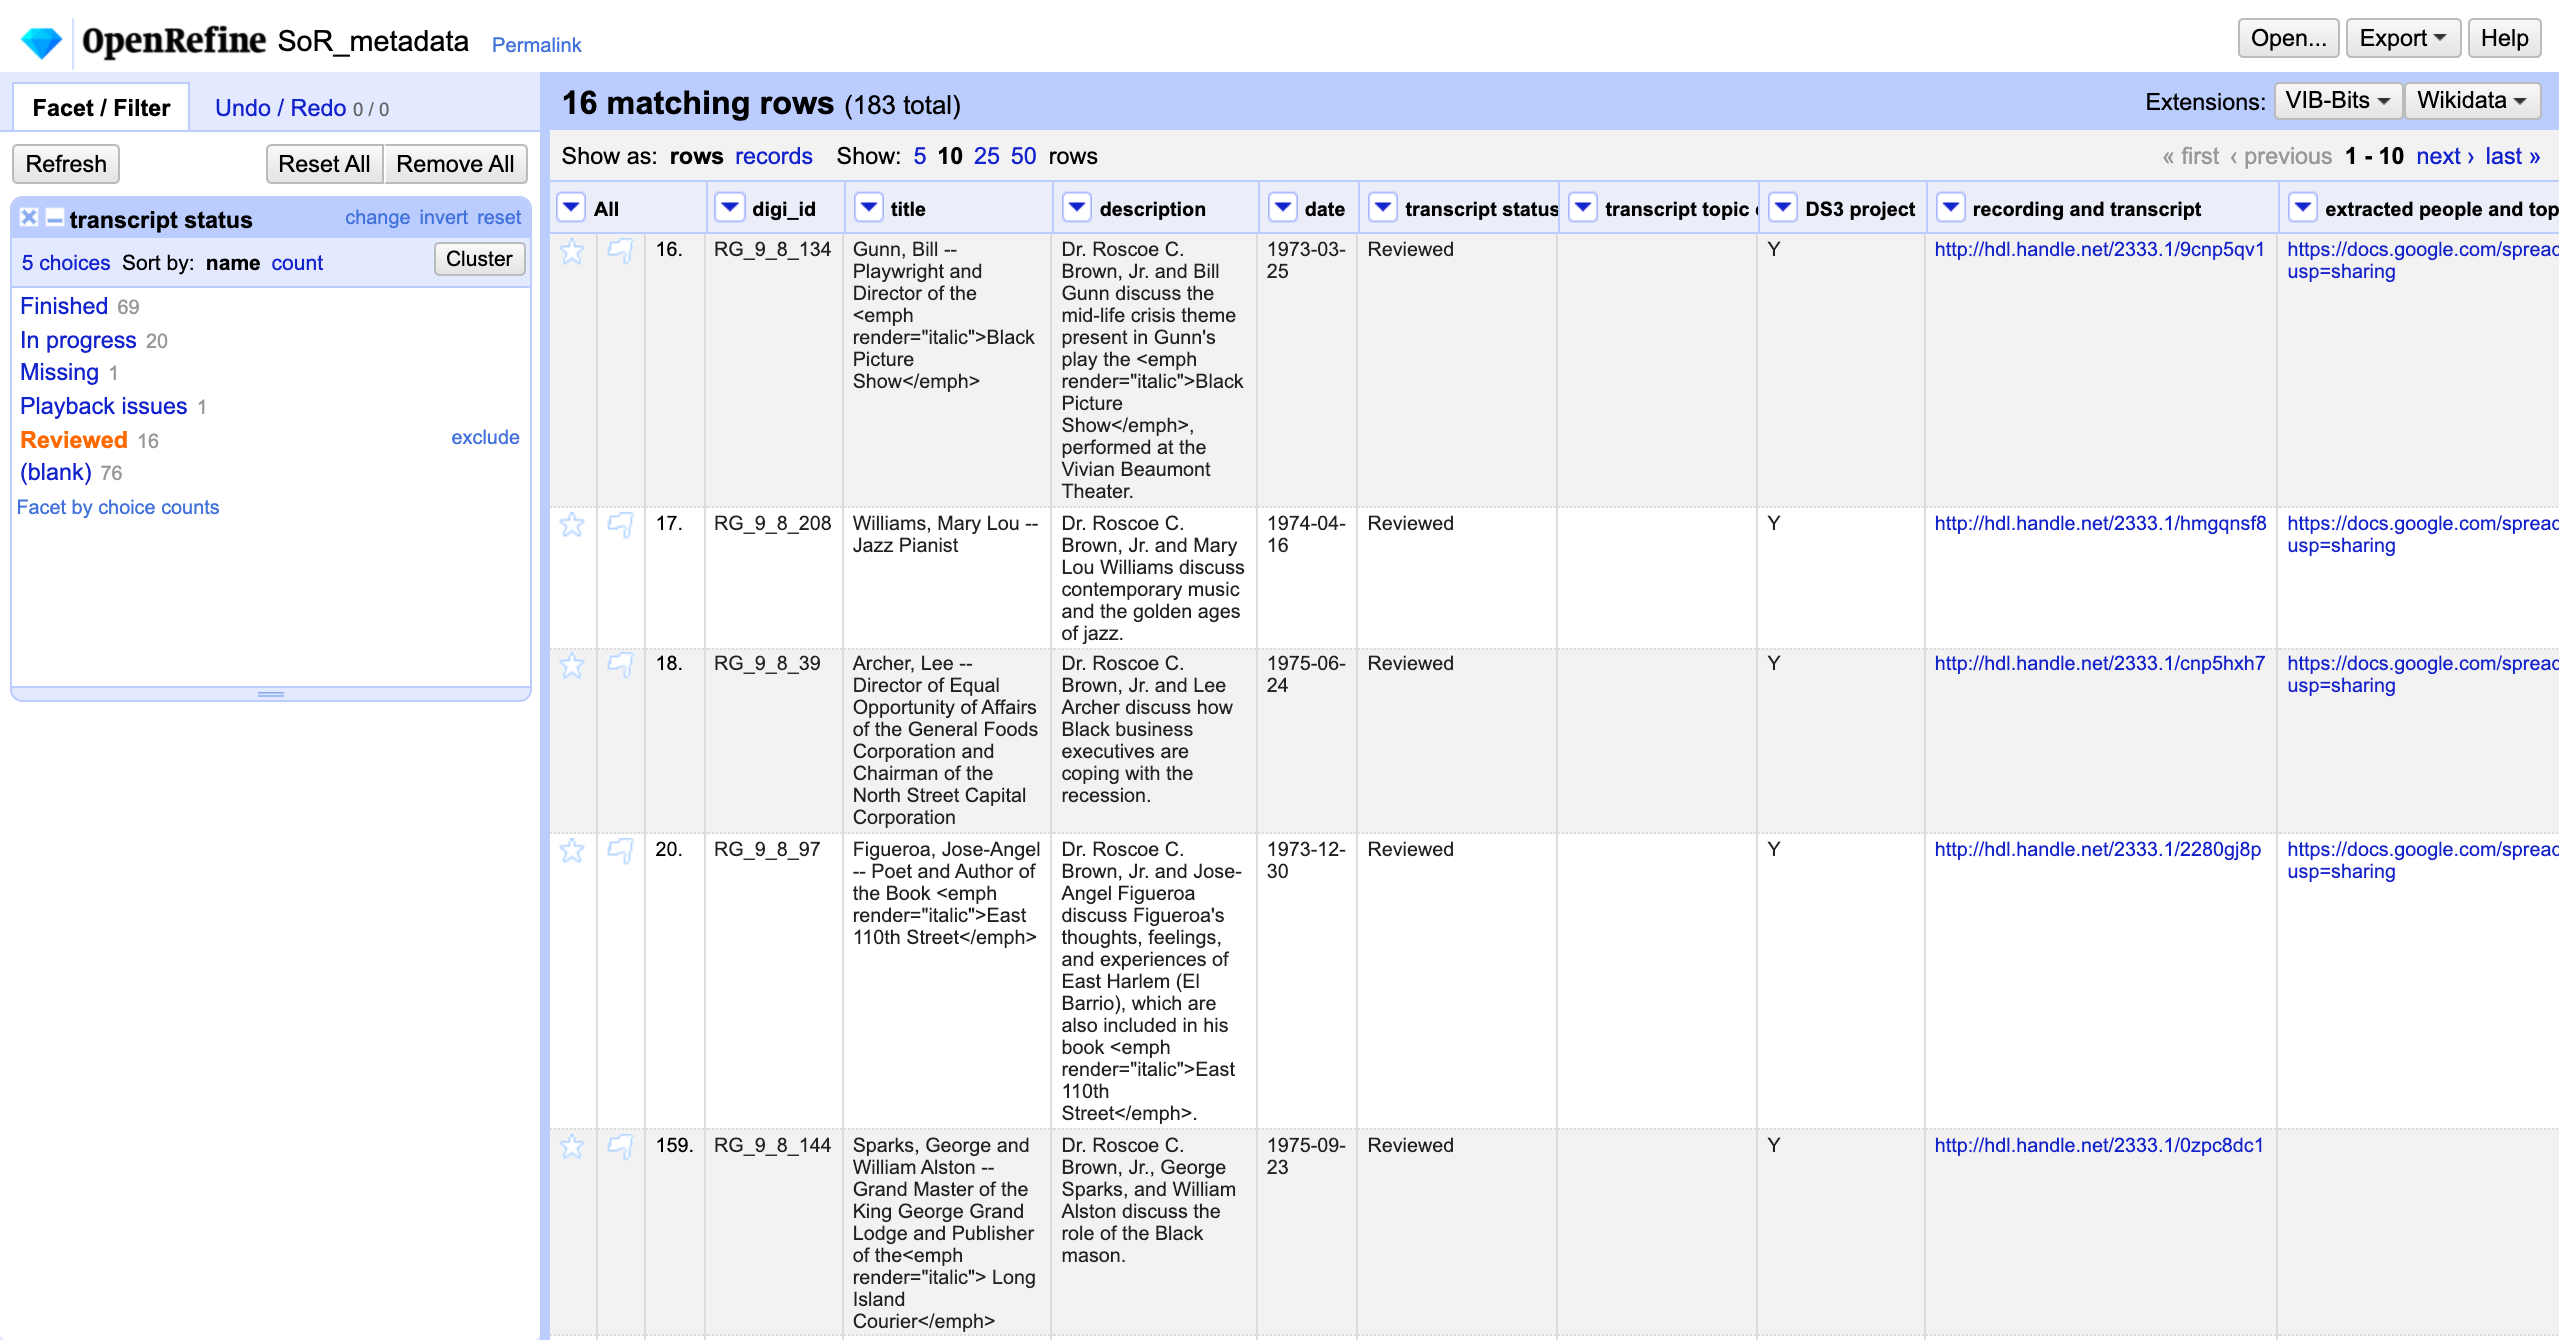 OpenRefine SoR_metadata Permalink Open... Export Help
Facet / Filter Undo / Redo 0 / 0
Refresh Reset All Remove All
transcript status change invert reset
5 choices Sort by: name count Cluster
Finished 69
In progress 20
Missing 1
Playback issues 1
Reviewed 16 exclude
(blank) 76
Facet by choice counts
16 matching rows (183 total) Extensions: VIB-Bits Wikidata
Show as: rows records Show: 5 10 25 50 rows « first ‹ previous 1 - 10 next › last »
All digi_id title description date transcript status transcript topic DS3 project recording and transcript extracted people and top
16. RG_9_8_134
Gunn, Bill --
Playwright and
Director of the
<emph
render="italic">Black
Picture
Show</emph>
Dr. Roscoe C.
Brown, Jr. and Bill
Gunn discuss the
mid-life crisis theme
present in Gunn's
play the <emph
render="italic">Black
Picture
Show</emph>,
performed at the
Vivian Beaumont
Theater.
1973-03-
25
Reviewed
Y
http://hdl.handle.net/2333.1/9cnp5qv1
https://docs.google.com/spreac
usp=sharing
17. RG_9_8_208
Williams, Mary Lou --
Jazz Pianist
Dr. Roscoe C.
Brown, Jr. and Mary
Lou Williams discuss
contemporary music
and the golden ages
of jazz.
1974-04-
16
Reviewed
Y
http://hdl.handle.net/2333.1/hmgqnsf8
https://docs.google.com/spreac
usp=sharing
18. RG_9_8_39
Archer, Lee --
Director of Equal
Opportunity of Affairs
of the General Foods
Corporation and
Chairman of the
North Street Capital
Corporation
Dr. Roscoe C.
Brown, Jr. and Lee
Archer discuss how
Black business
executives are
coping with the
recession.
1975-06-
24
Reviewed
Y
http://hdl.handle.net/2333.1/cnp5hxh7
https://docs.google.com/spreac
usp=sharing
20. RG_9_8_97
Figueroa, Jose-Angel
-- Poet and Author of
the Book <emph
render="italic">East
110th Street</emph>
Dr. Roscoe C.
Brown, Jr. and Jose-
Angel Figueroa
discuss Figueroa's
thoughts, feelings,
and experiences of
East Harlem (El
Barrio), which are
also included in his
book <emph
render="italic">East
110th
Street</emph>.
1973-12-
30
Reviewed
Y
http://hdl.handle.net/2333.1/2280gj8p
https://docs.google.com/spreac
usp=sharing
159. RG_9_8_144
Sparks, George and
William Alston --
Grand Master of the
King George Grand
Lodge and Publisher
of the<emph
render="italic"> Long
Island
Courier</emph>
Dr. Roscoe C.
Brown, Jr., George
Sparks, and William
Alston discuss the
role of the Black
mason.
1975-09-
23
Reviewed
Y
http://hdl.handle.net/2333.1/0zpc8dc1